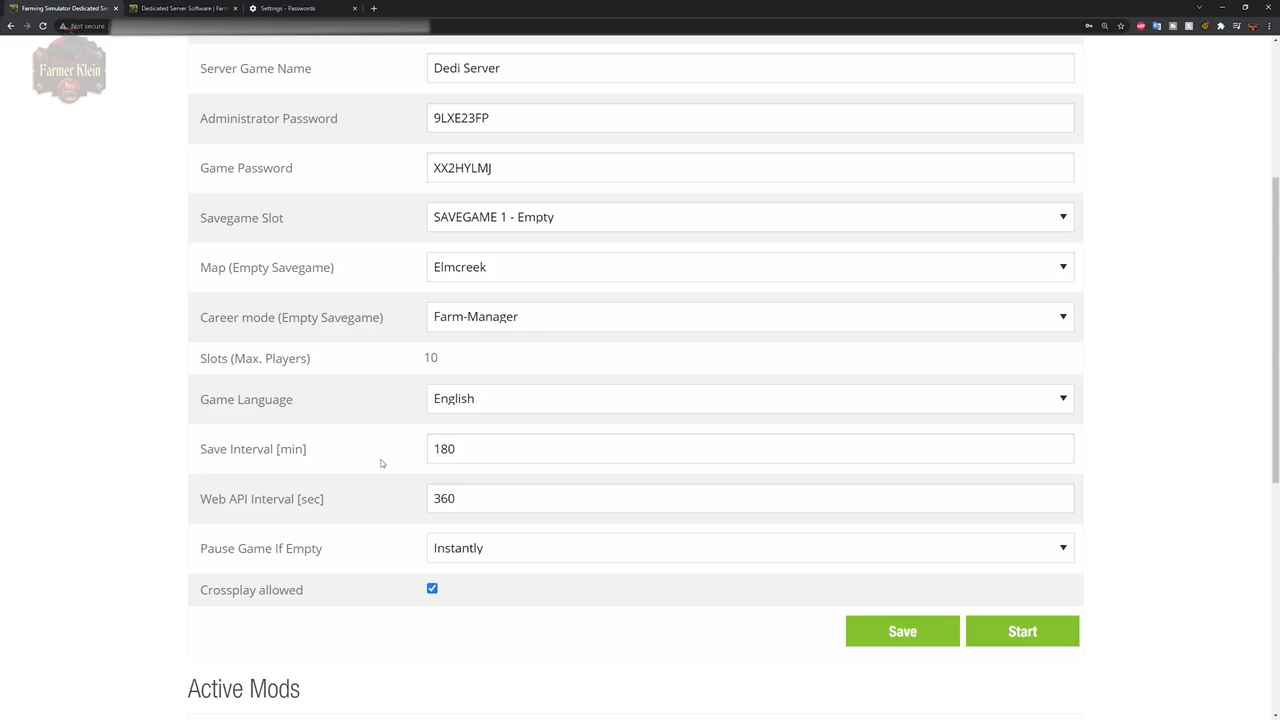 Farming Simulator Dedicated Ser
Dedicated Server Software | Farm
Settings - Passwords
Not secure
Farmer Klein
You
Server Game Name
Dedi Server
Administrator Password
9LXE23FP
Game Password
XX2HYLMJ
Savegame Slot
SAVEGAME 1 - Empty
Map (Empty Savegame)
Elmcreek
Career mode (Empty Savegame)
Farm-Manager
Slots (Max. Players)
10
Game Language
English
Save Interval [min]
180
Web API Interval [sec]
360
Pause Game If Empty
Instantly
Crossplay allowed
Save
Start
Active Mods